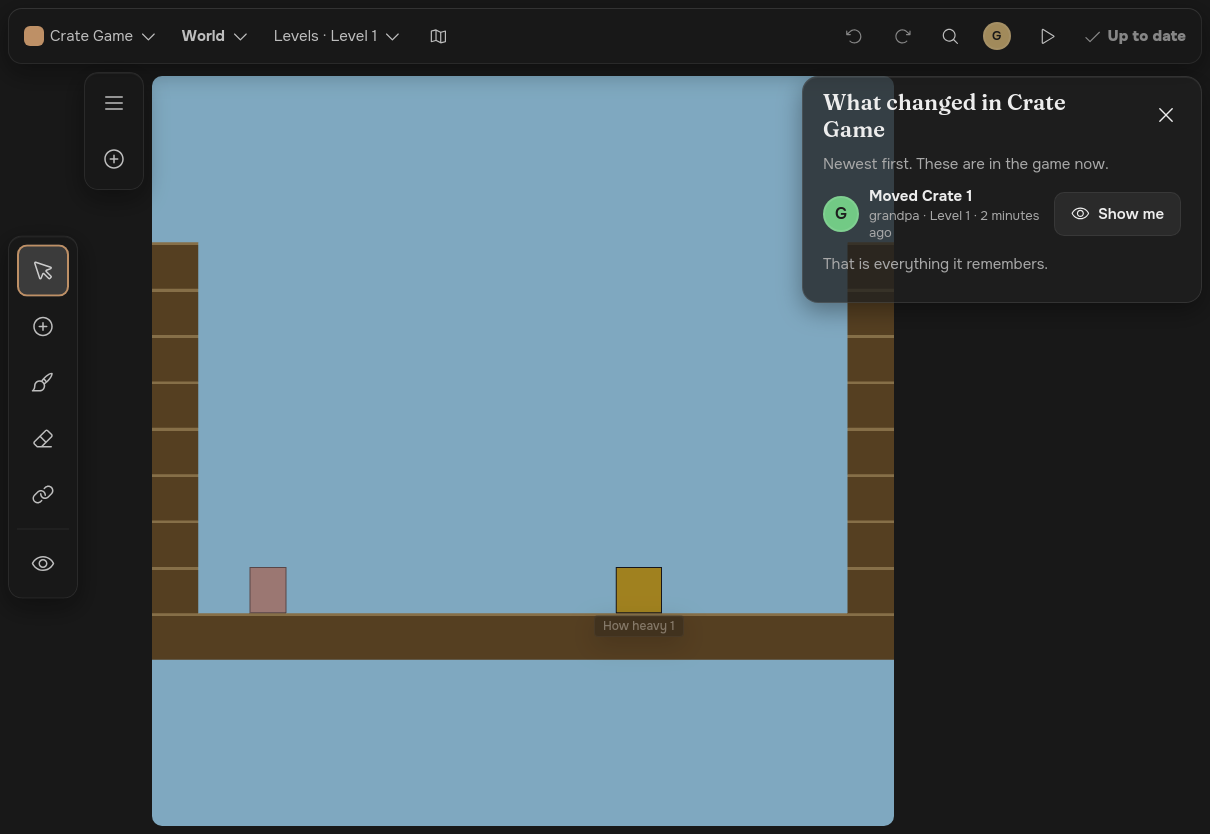 Crate Game
World
Levels · Level 1
G
Up to date
What changed in Crate
Game
Newest first. These are in the game now.
G
Moved Crate 1
grandpa · Level 1 · 2 minutes
ago
Show me
That is everything it remembers.
How heavy 1